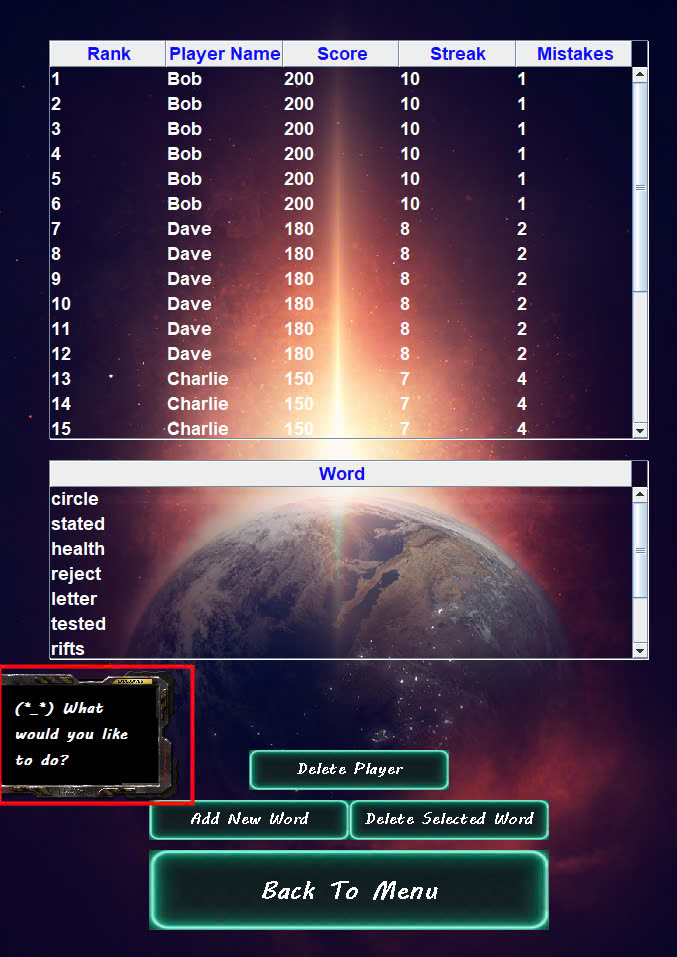 Rank Player Name Score Streak Mistakes
1 Bob 200 10 1
2 Bob 200 10 1
3 Bob 200 10 1
4 Bob 200 10 1
5 Bob 200 10 1
6 Bob 200 10 1
7 Dave 180 8 2
8 Dave 180 8 2
9 Dave 180 8 2
10 Dave 180 8 2
11 Dave 180 8 2
12 Dave 180 8 2
13 Charlie 150 7 4
14 Charlie 150 7 4
15 Charlie 150 7 4
Word
circle
stated
health
reject
letter
tested
rifts
(*_*) What
would you like
to do?
Delete Player
Add New Word Delete Selected Word
Back To Menu